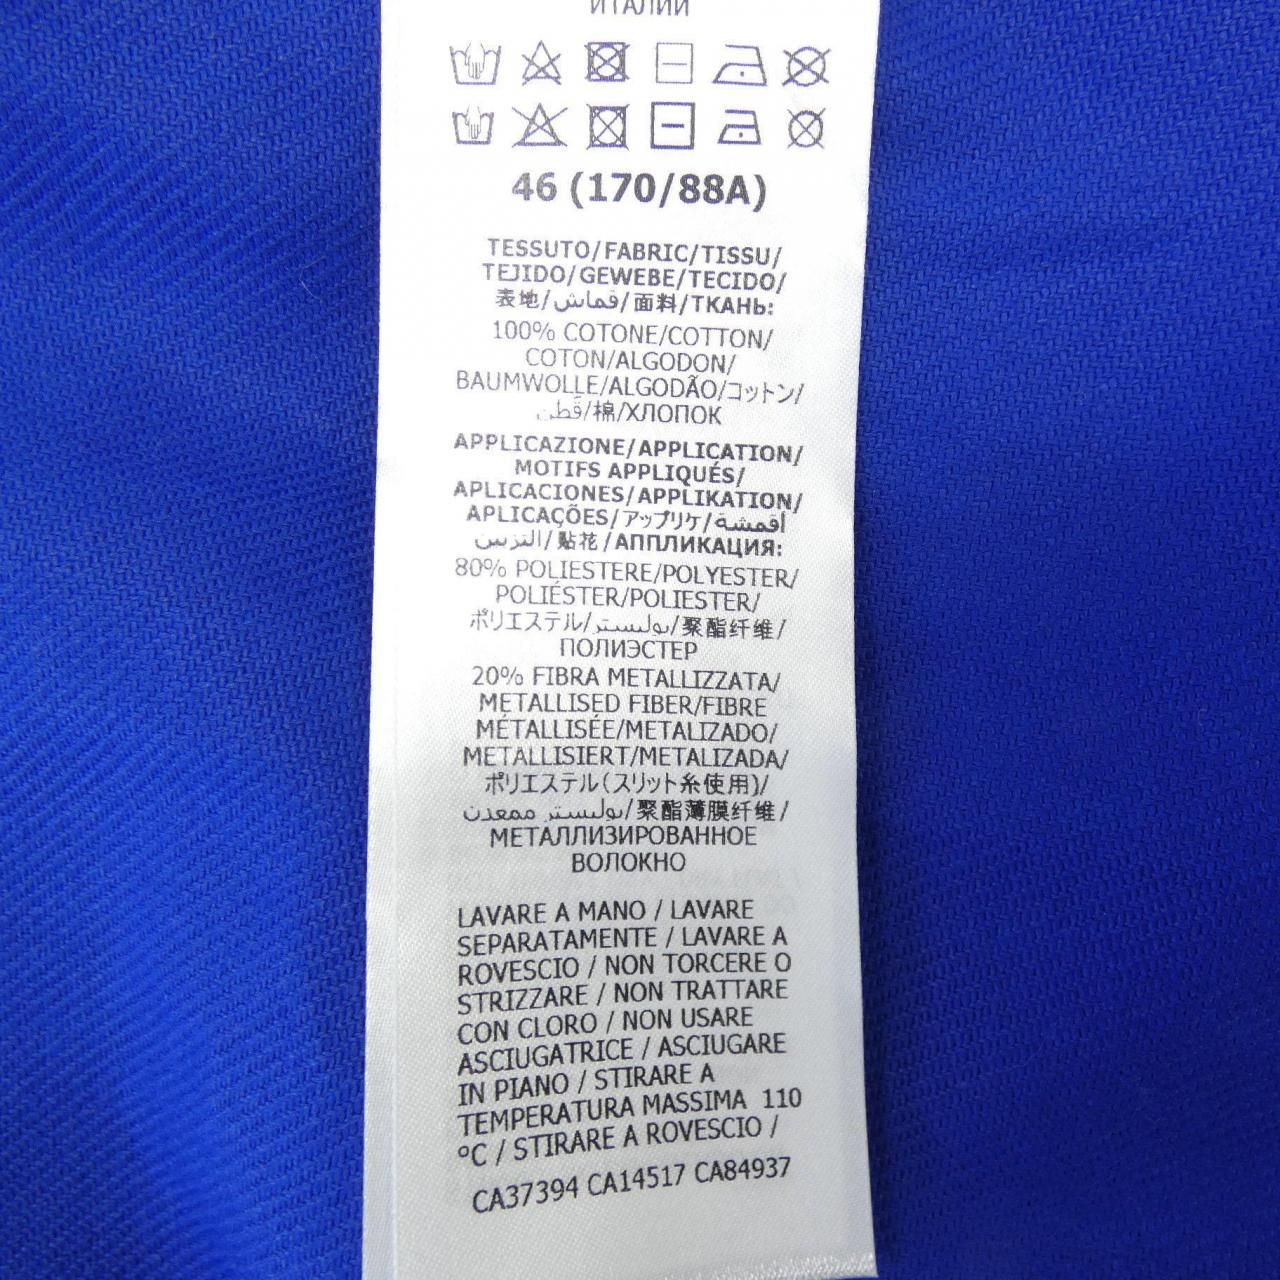 ИТАЛИИ
46 (170/88A)
TESSUTO/FABRIC/TISSU/
TEJIDO/GEWEBE/TECIDO/
表地/قماش/面料/ТКАНЬ:
100% COTONE/COTTON/
COTON/ALGODON/
BAUMWOLLE/ALGODÃO/コットン/
قطن/棉/ХЛОПОК
APPLICAZIONE/APPLICATION/
MOTIFS APPLIQUÉS/
APLICACIONES/APPLIKATION/
APLICAÇÕES/アップリケ/أقمشة
التزيين/貼花/АППЛИКАЦИЯ:
80% POLIESTERE/POLYESTER/
POLIÉSTER/POLIESTER/
ポリエステル/بوليستر/聚酯纤维/
ПОЛИЭСТЕР
20% FIBRA METALLIZZATA/
METALLISED FIBER/FIBRE
MÉTALLISÉE/METALIZADO/
METALLISIERT/METALIZADA/
ポリエステル(スリット糸使用)/
بوليستر ممعدن/聚酯薄膜纤维/
МЕТАЛЛИЗИРОВАННОЕ
ВОЛОКНО
LAVARE A MANO / LAVARE
SEPARATAMENTE / LAVARE A
ROVESCIO / NON TORCERE O
STRIZZARE / NON TRATTARE
CON CLORO / NON USARE
ASCIUGATRICE / ASCIUGARE
IN PIANO / STIRARE A
TEMPERATURA MASSIMA 110
°C / STIRARE A ROVESCIO /
CA37394 CA14517 CA84937